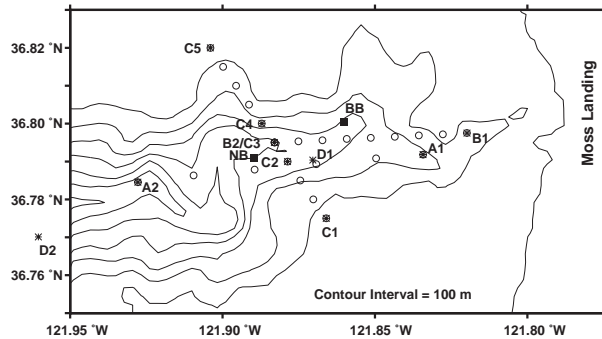 36.82 °N
36.80 °N
36.78 °N
36.76 °N
C5
BB
C4
B1
B2/C3
NB
C2
D1
A1
A2
C1
D2
Moss Landing
Contour Interval = 100 m
121.95 °W
121.90 °W
121.85 °W
121.80 °W